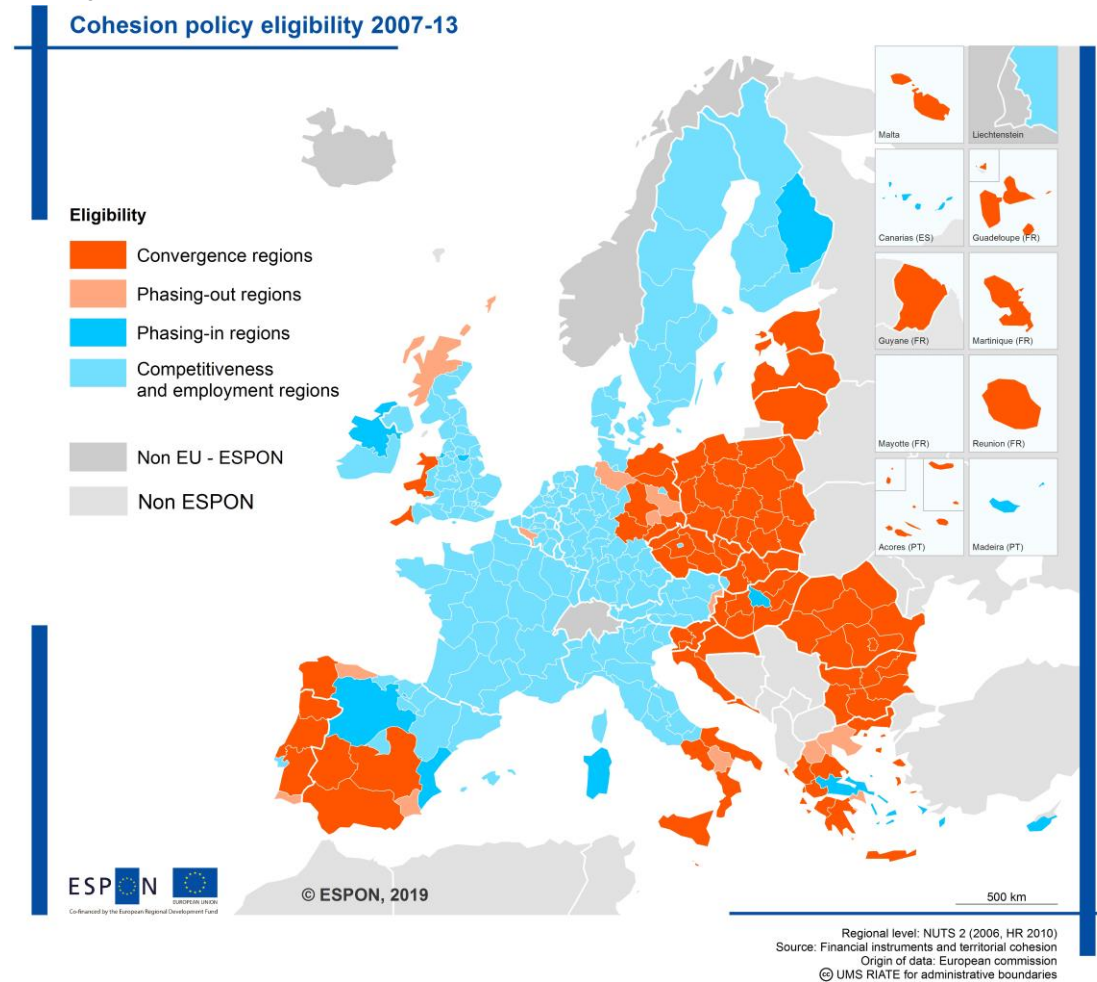 Cohesion policy eligibility 2007-13
Eligibility
Convergence regions
Phasing-out regions
Phasing-in regions
Competitiveness
and employment regions
Non EU - ESPON
Non ESPON
Malta
Liechtenstein
Canarias (ES)
Guadeloupe (FR)
Guyane (FR)
Martinique (FR)
Mayotte (FR)
Reunion (FR)
Acores (PT)
Madeira (PT)
ESPON
EUROPEAN UNION
Co-financed by the European Regional Development Fund
© ESPON, 2019
500 km
Regional level: NUTS 2 (2006, HR 2010)
Source: Financial instruments and territorial cohesion
Origin of data: European commission
cc UMS RIATE for administrative boundaries